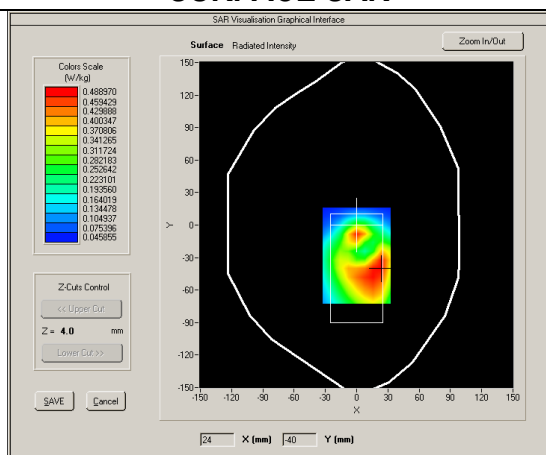 SAR Visualisation Graphical Interface
Surface Radiated Intensity
Zoom In/Out
Colors Scale
(W/kg)
0.488970
0.459429
0.429888
0.400347
0.370806
0.341265
0.311724
0.282183
0.252642
0.223101
0.193560
0.164019
0.134478
0.104937
0.075396
0.045855
Z-Cuts Control
<< Upper Cut
Z = 4.0 mm
Lower Cut >>
SAVE Cancel
150
120
90
60
30
0
-30
-60
-90
-120
-150
Y
-150 -120 -90 -60 -30 0 30 60 90 120 150
X
24 X (mm) -40 Y (mm)